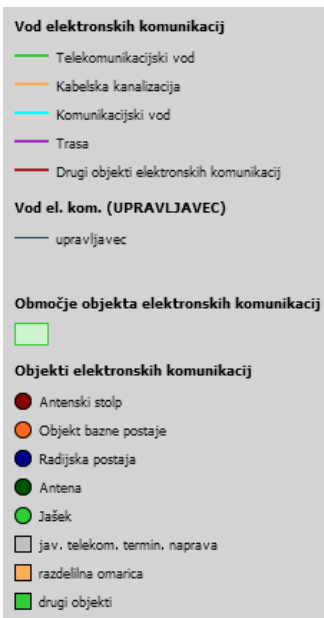 Vod elektronskih komunikacij
Telekomunikacijski vod
Kabelska kanalizacija
Komunikacijski vod
Trasa
Drugi objekti elektronskih komunikacij
Vod el. kom. (UPRAVLJAVEC)
upravljavec
Območje objekta elektronskih komunikacij
Objekti elektronskih komunikacij
Antenski stolp
Objekt bazne postaje
Radijska postaja
Antena
Jašek
jav. telekom. termin. naprava
razdelilna omarica
drugi objekti